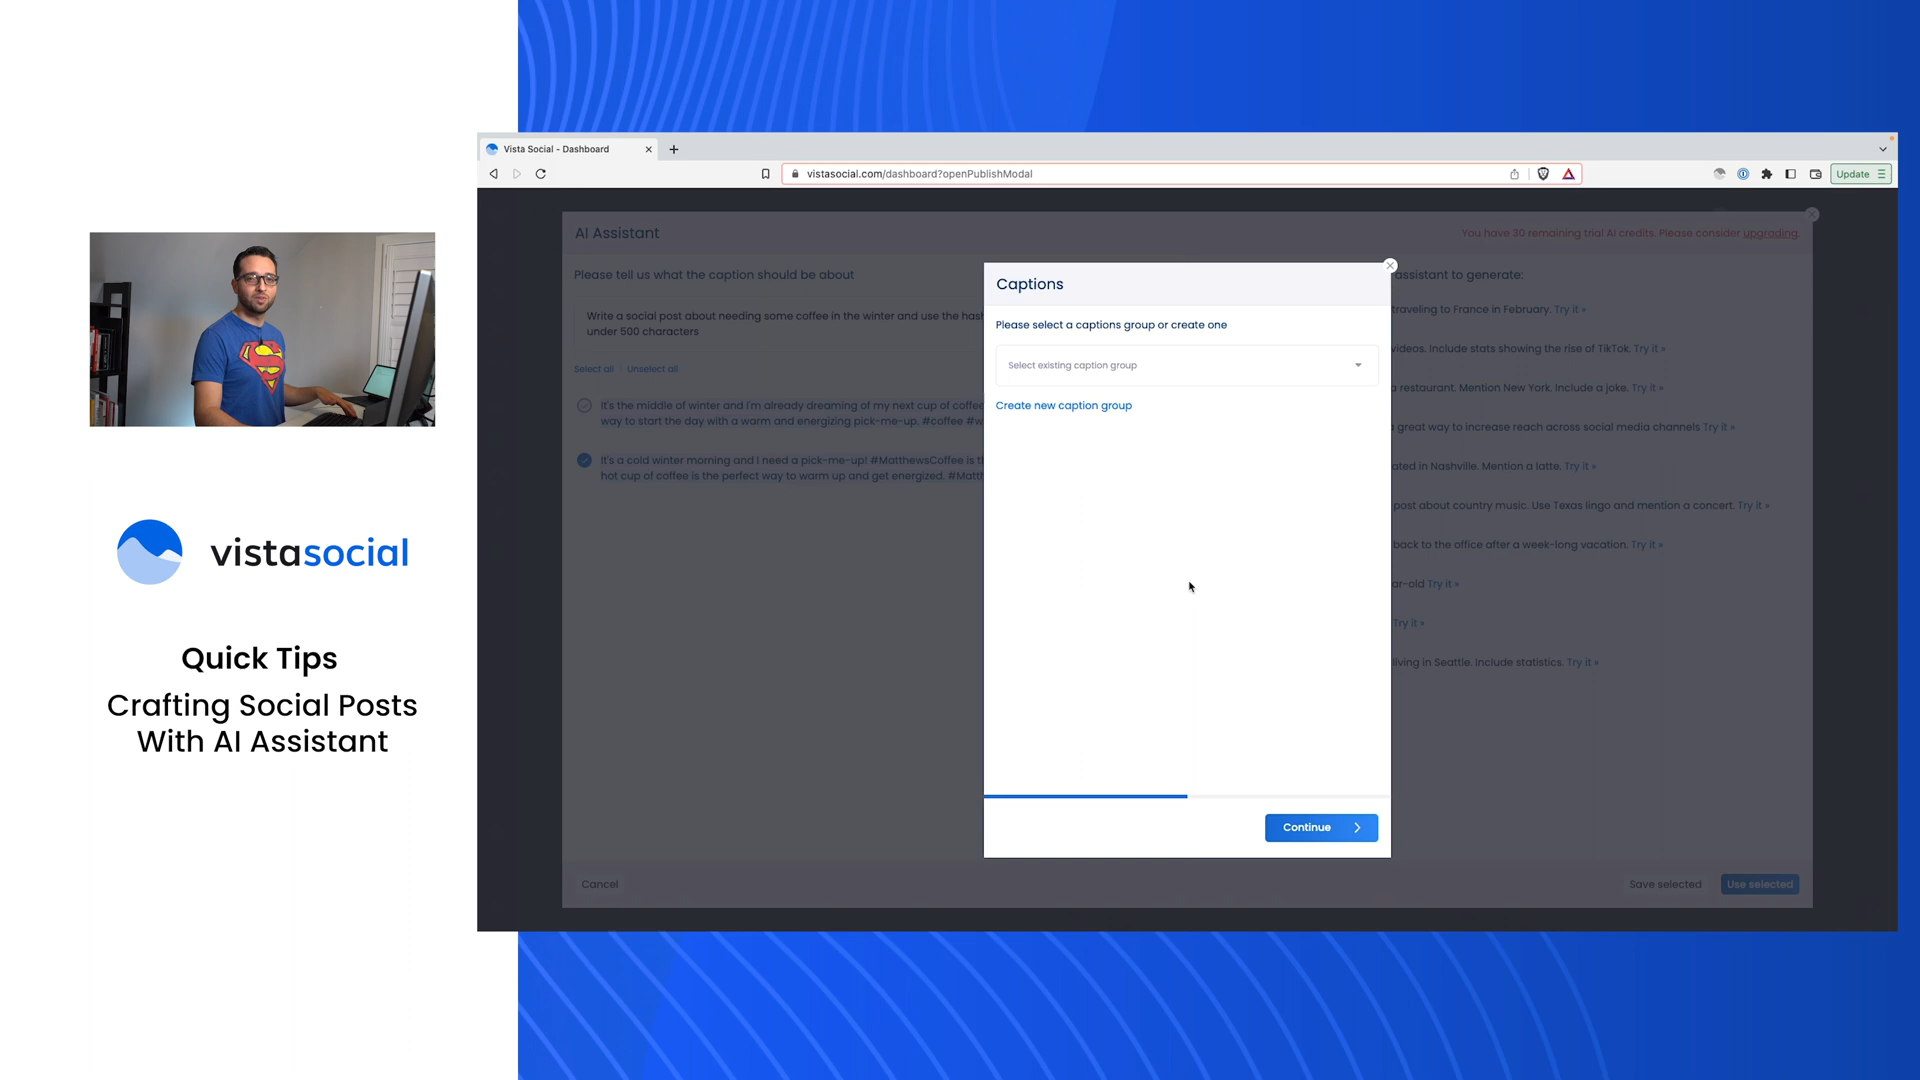 Vista Social - Dashboard
vistasocial.com/dashboard?openPublishModal
Update
AI Assistant
You have 30 remaining trial AI credits. Please consider upgrading.
Please tell us what the caption should be about
assistant to generate:
Write a social post about needing some coffee in the winter and use the hash
under 500 characters
Select all
Unselect all
It's the middle of winter and I'm already dreaming of my next cup of coffee
way to start the day with a warm and energizing pick-me-up. #coffee #w
It's a cold winter morning and I need a pick-me-up! #MatthewsCoffee is th
hot cup of coffee is the perfect way to warm up and get energized. #Matt
Captions
Please select a captions group or create one
Select existing caption group
Create new caption group
Continue
traveling to France in February. Try it »
videos. Include stats showing the rise of TikTok. Try it »
a restaurant. Mention New York. Include a joke. Try it »
a great way to increase reach across social media channels Try it »
ated in Nashville. Mention a latte. Try it »
post about country music. Use Texas lingo and mention a concert. Try it »
back to the office after a week-long vacation. Try it »
ar-old Try it »
Try it »
living in Seattle. Include statistics. Try it »
Cancel
Save selected
Use selected
vistasocial
Quick Tips
Crafting Social Posts
With AI Assistant